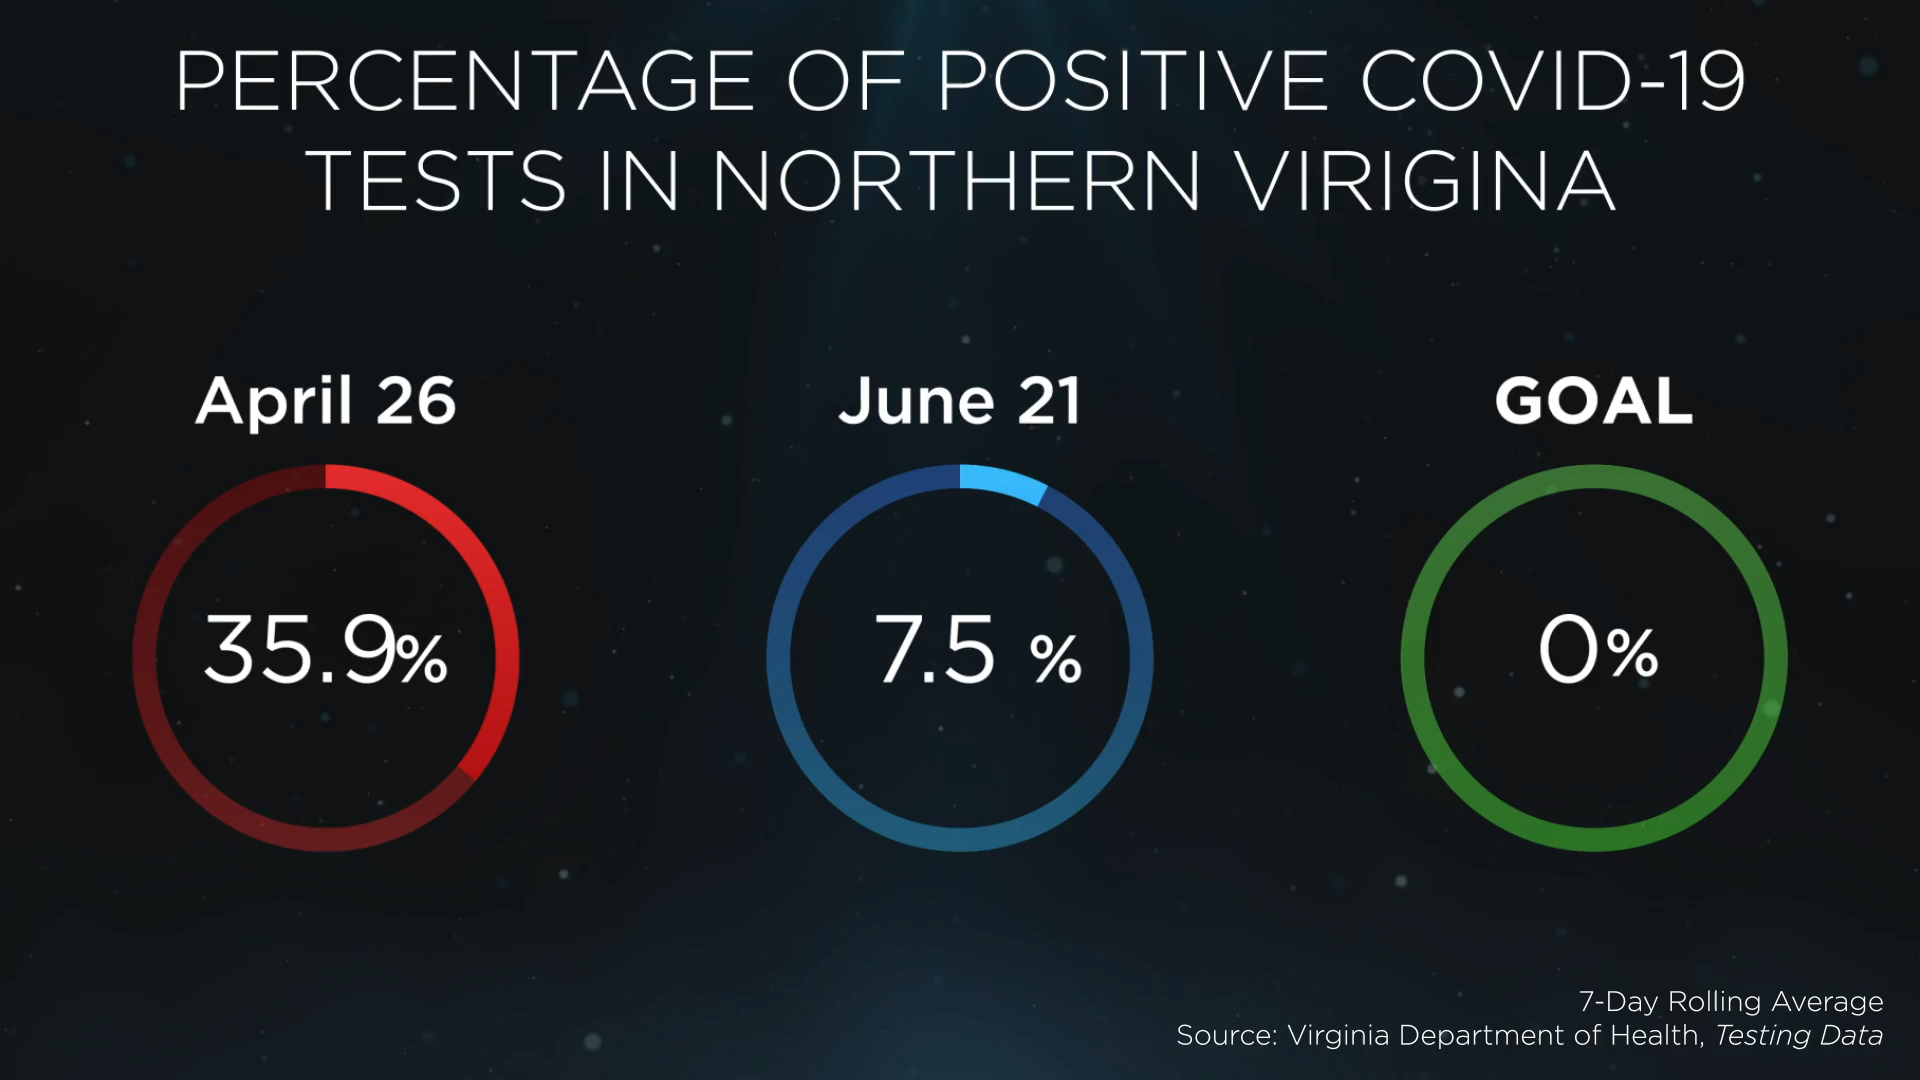 PERCENTAGE OF POSITIVE COVID-19
TESTS IN NORTHERN VIRIGINA
April 26
June 21
GOAL
35.9%
7.5 %
0%
7-Day Rolling Average
Source: Virginia Department of Health, Testing Data